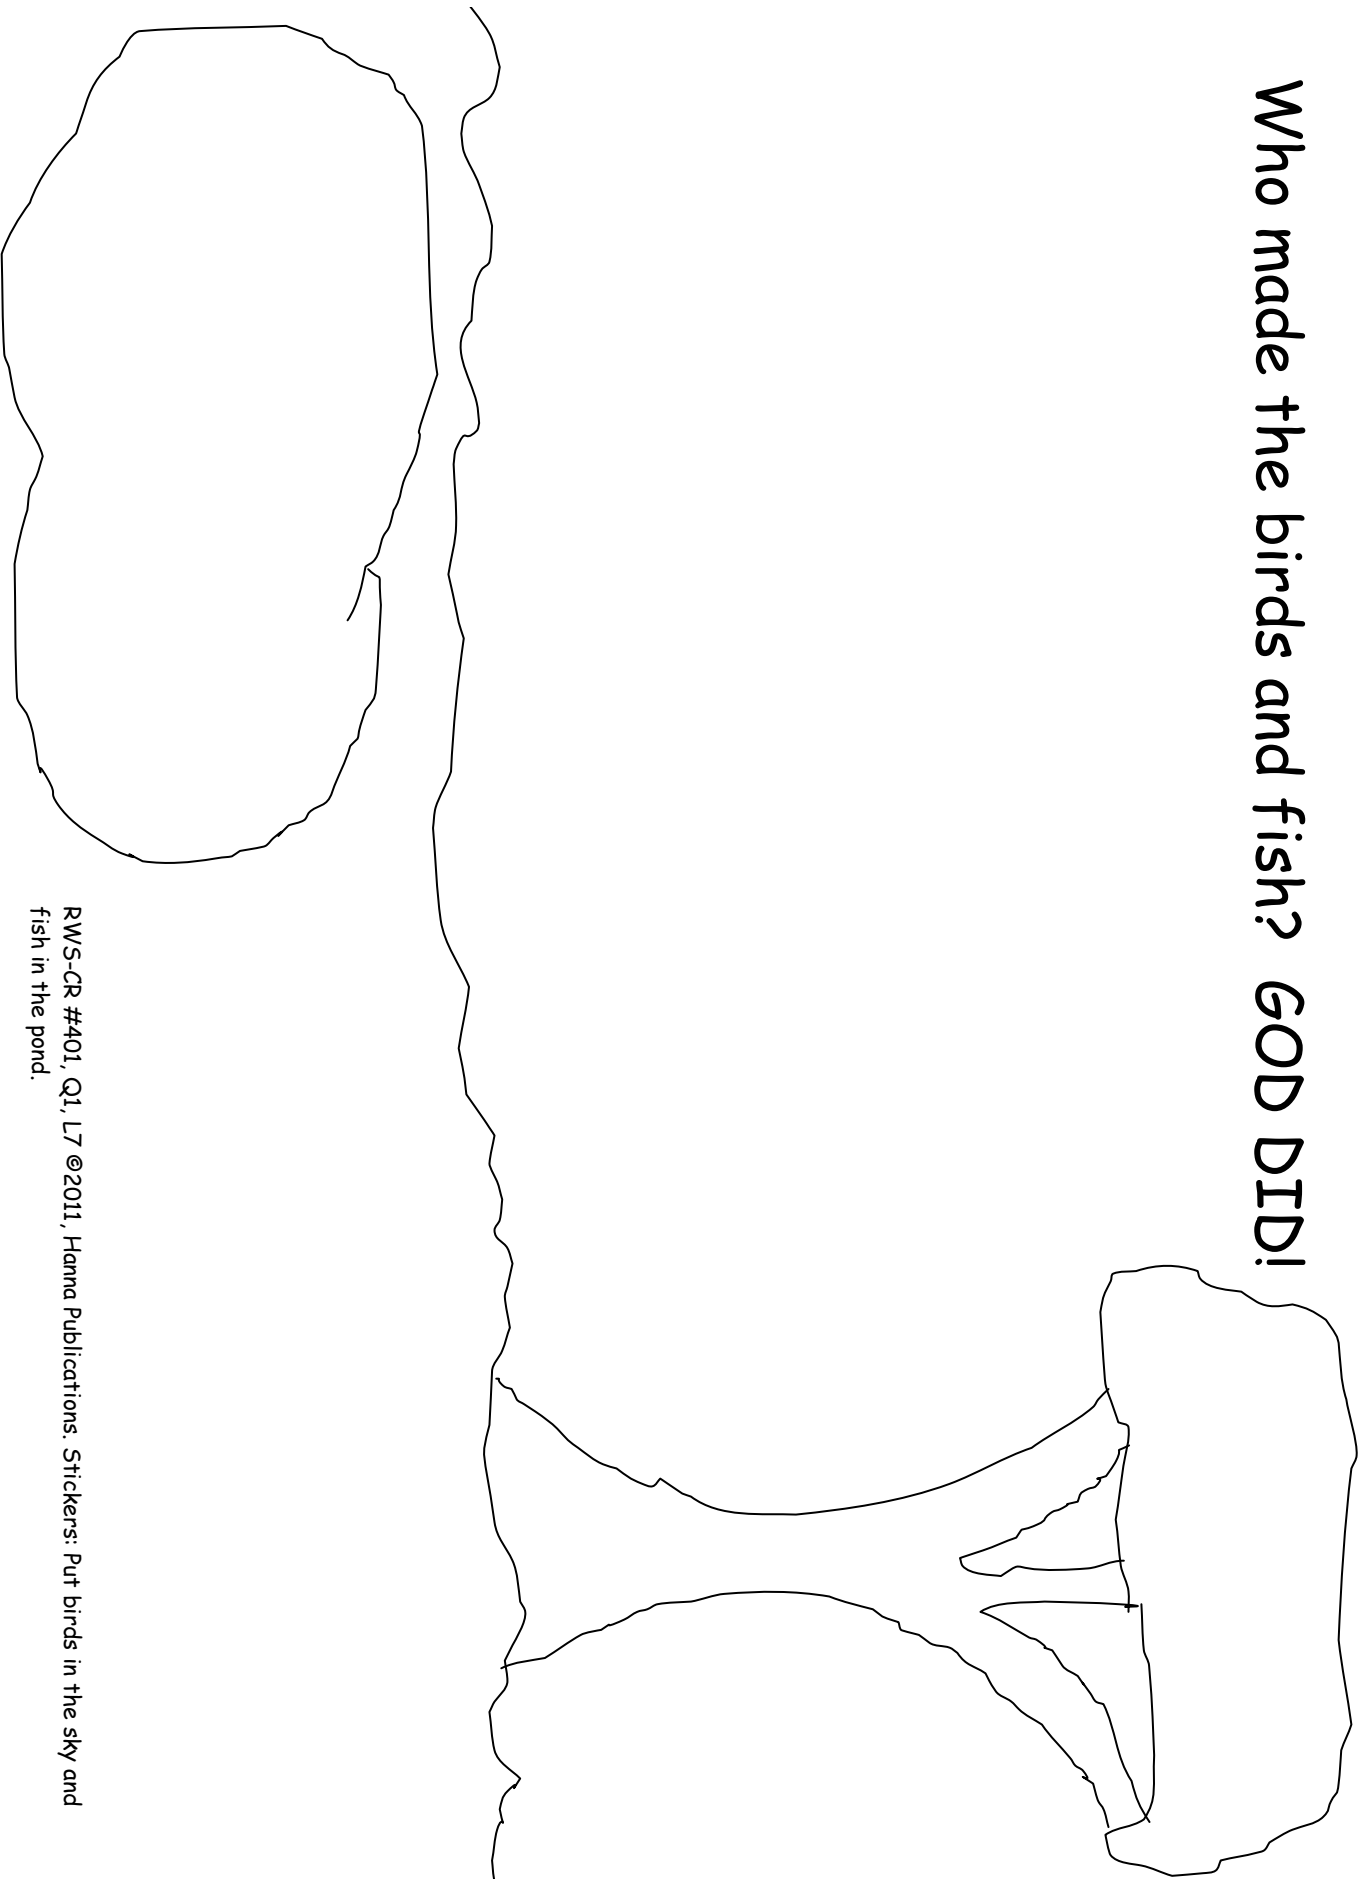 Who made the birds and fish? GOD DID!
RWS-CR #401, Q1, L7 ©2011, Hanna Publications. Stickers: Put birds in the sky and
fish in the pond.